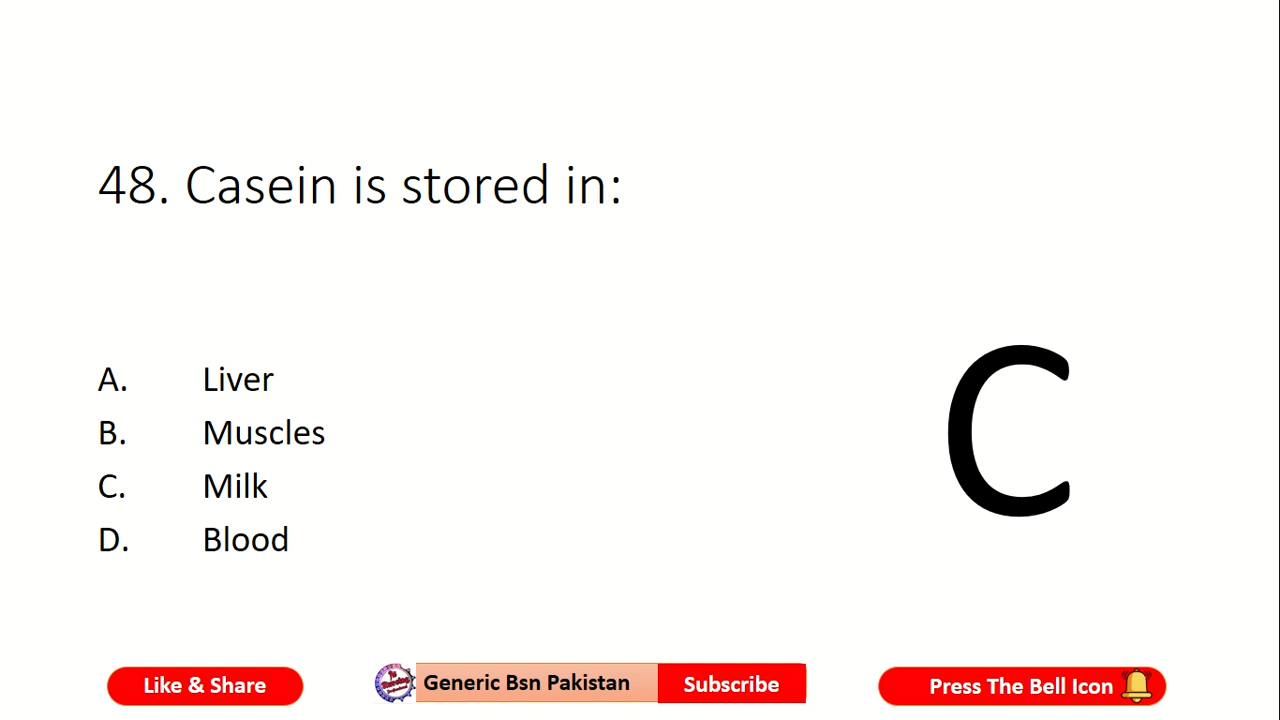 48. Casein is stored in:
A. Liver
B. Muscles
C. Milk
D. Blood
C
Like & Share
Generic Bsn Pakistan
Subscribe
Press The Bell Icon